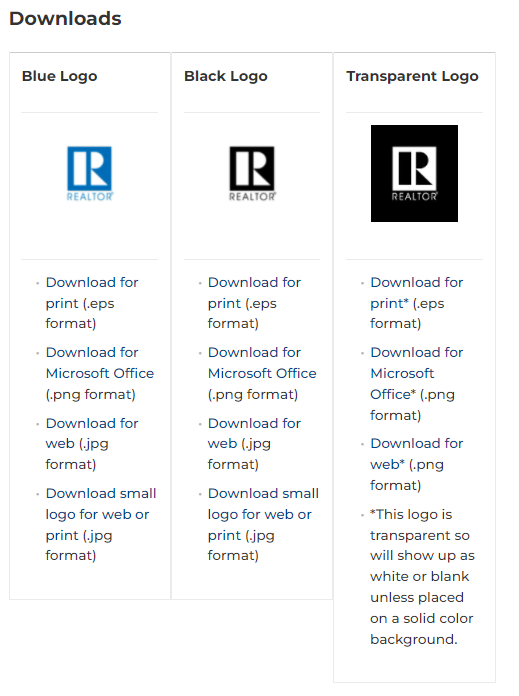 Downloads
Blue Logo
Black Logo
Transparent Logo
R
REALTOR®
R
REALTOR®
R
REALTOR®
Download for
print (.eps
format)
Download for
Microsoft Office
(.png format)
Download for
web (.jpg
format)
Download small
logo for web or
print (.jpg
format)
Download for
print (.eps
format)
Download for
Microsoft Office
(.png format)
Download for
web (.jpg
format)
Download small
logo for web or
print (.jpg
format)
Download for
print* (.eps
format)
Download for
Microsoft
Office* (.png
format)
Download for
web* (.png
format)
*This logo is
transparent so
will show up as
white or blank
unless placed
on a solid color
background.